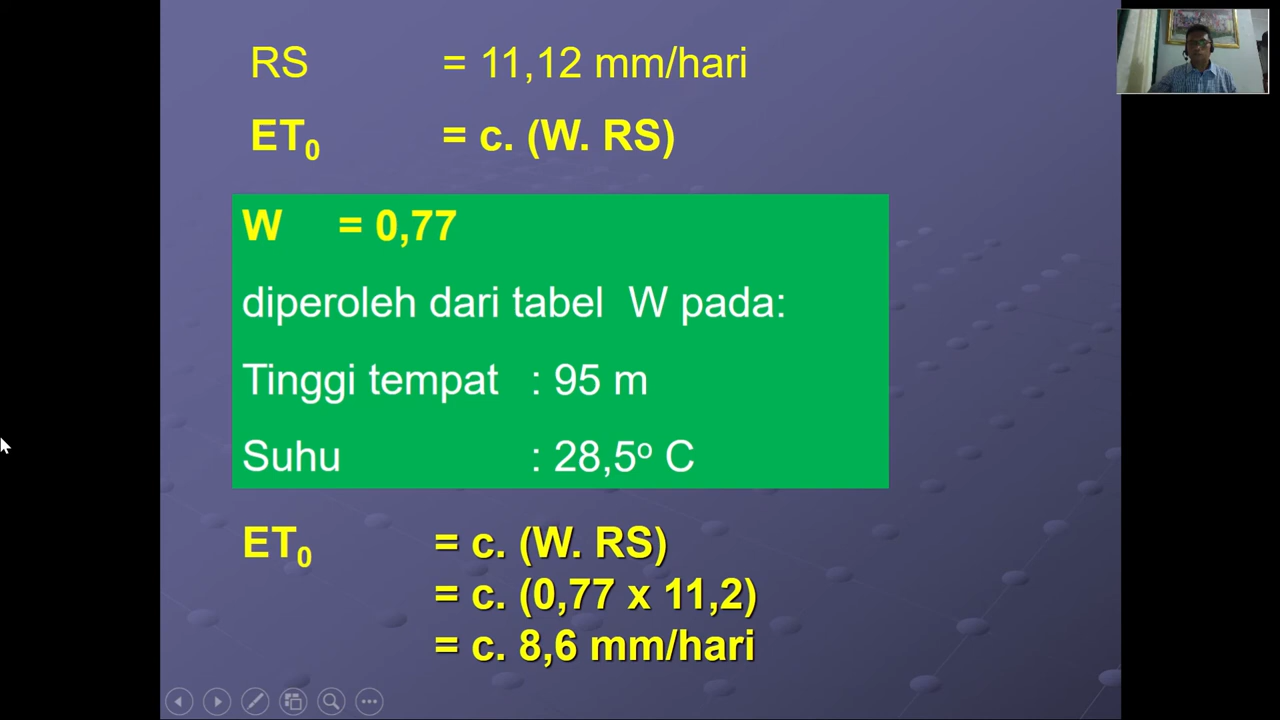 RS = 11,12 mm/hari
ET₀ = c. (W. RS)
W = 0,77
diperoleh dari tabel W pada:
Tinggi tempat : 95 m
Suhu : 28,5º C
ET₀ = c. (W. RS)
= c. (0,77 x 11,2)
= c. 8,6 mm/hari